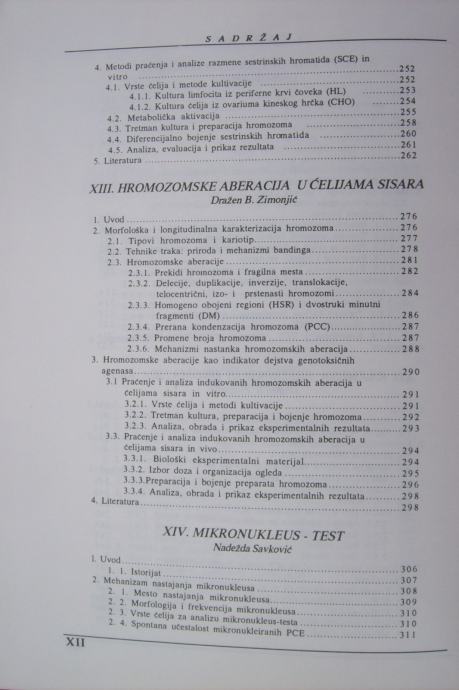 SADRŽAJ
4. Metodi praćenja i analize razmene sestrinskih hromatida (SCE) in
vitro ..... 252
4.1. Vrste ćelija i metode kultivacije ..... 252
4.1.1. Kultura limfocita iz periferne krvi čoveka (HL) ..... 253
4.1.2. Kultura ćelija iz ovariuma kineskog hrčka (CHO) ..... 254
4.2. Metabolička aktivacija ..... 255
4.3. Tretman kultura i preparacija hromozoma ..... 258
4.4. Diferencijalno bojenje sestrinskih hromatida ..... 260
4.5. Analiza, evaluacija i prikaz rezultata ..... 261
5. Literatura ..... 262
XIII. HROMOZOMSKE ABERACIJA U ĆELIJAMA SISARA
Dražen B. Zimonjić
1. Uvod ..... 276
2. Morfološka i longitudinalna karakterizacija hromozoma ..... 276
2.1. Tipovi hromozoma i kariotip ..... 277
2.2. Tehnike traka: priroda i mehanizmi bandinga ..... 278
2.3. Hromozomske aberacije ..... 281
2.3.1. Prekidi hromozoma i fragilna mesta ..... 282
2.3.2. Delecije, duplikacije, inverzije, translokacije,
telocentrični, izo- i prstenasti hromozomi ..... 284
2.3.3. Homogeno obojeni regioni (HSR) i dvostruki minutni
fragmenti (DM) ..... 286
2.3.4. Prerana kondenzacija hromozoma (PCC) ..... 287
2.3.5. Promene broja hromozoma ..... 287
2.3.6. Mehanizmi nastanka hromozomskih aberacija ..... 288
3. Hromozomske aberacije kao indikator dejstva genotoksičnih
agenasa ..... 290
3.1 Praćenje i analiza indukovanih hromozomskih aberacija u
ćelijama sisara in vitro ..... 291
3.2.1. Vrste ćelija i metodi kultivacije ..... 291
3.2.2. Tretman kultura, preparacija i bojenje hromozoma ..... 292
3.2.3. Analiza, obrada i prikaz eksperimentalnih rezultata ..... 293
3.3. Praćenje i analiza indukovanih hromozomskih aberacija u
ćelijama sisara in vivo ..... 294
3.3.1. Biološki eksperimentalni materijal ..... 294
3.3.2. Izbor doza i organizacija ogleda ..... 295
3.3.3.Preparacija i bojenje preparata hromozoma ..... 296
3.3.4. Analiza, obrada i prikaz eksperimentalnih rezultata ..... 298
4. Literatura ..... 298
XIV. MIKRONUKLEUS - TEST
Nadežda Savković
1. Uvod ..... 306
1. 1. Istorijat ..... 307
2. Mehanizam nastajanja mikronukleusa ..... 308
2. 1. Mesto nastajanja mikronukleusa ..... 309
2. 2. Morfologija i frekvencija mikronukleusa ..... 310
2. 3. Vrste ćelija za analizu mikronukleus-testa ..... 310
2. 4. Spontana učestalost mikronukleiranih PCE ..... 311
XII